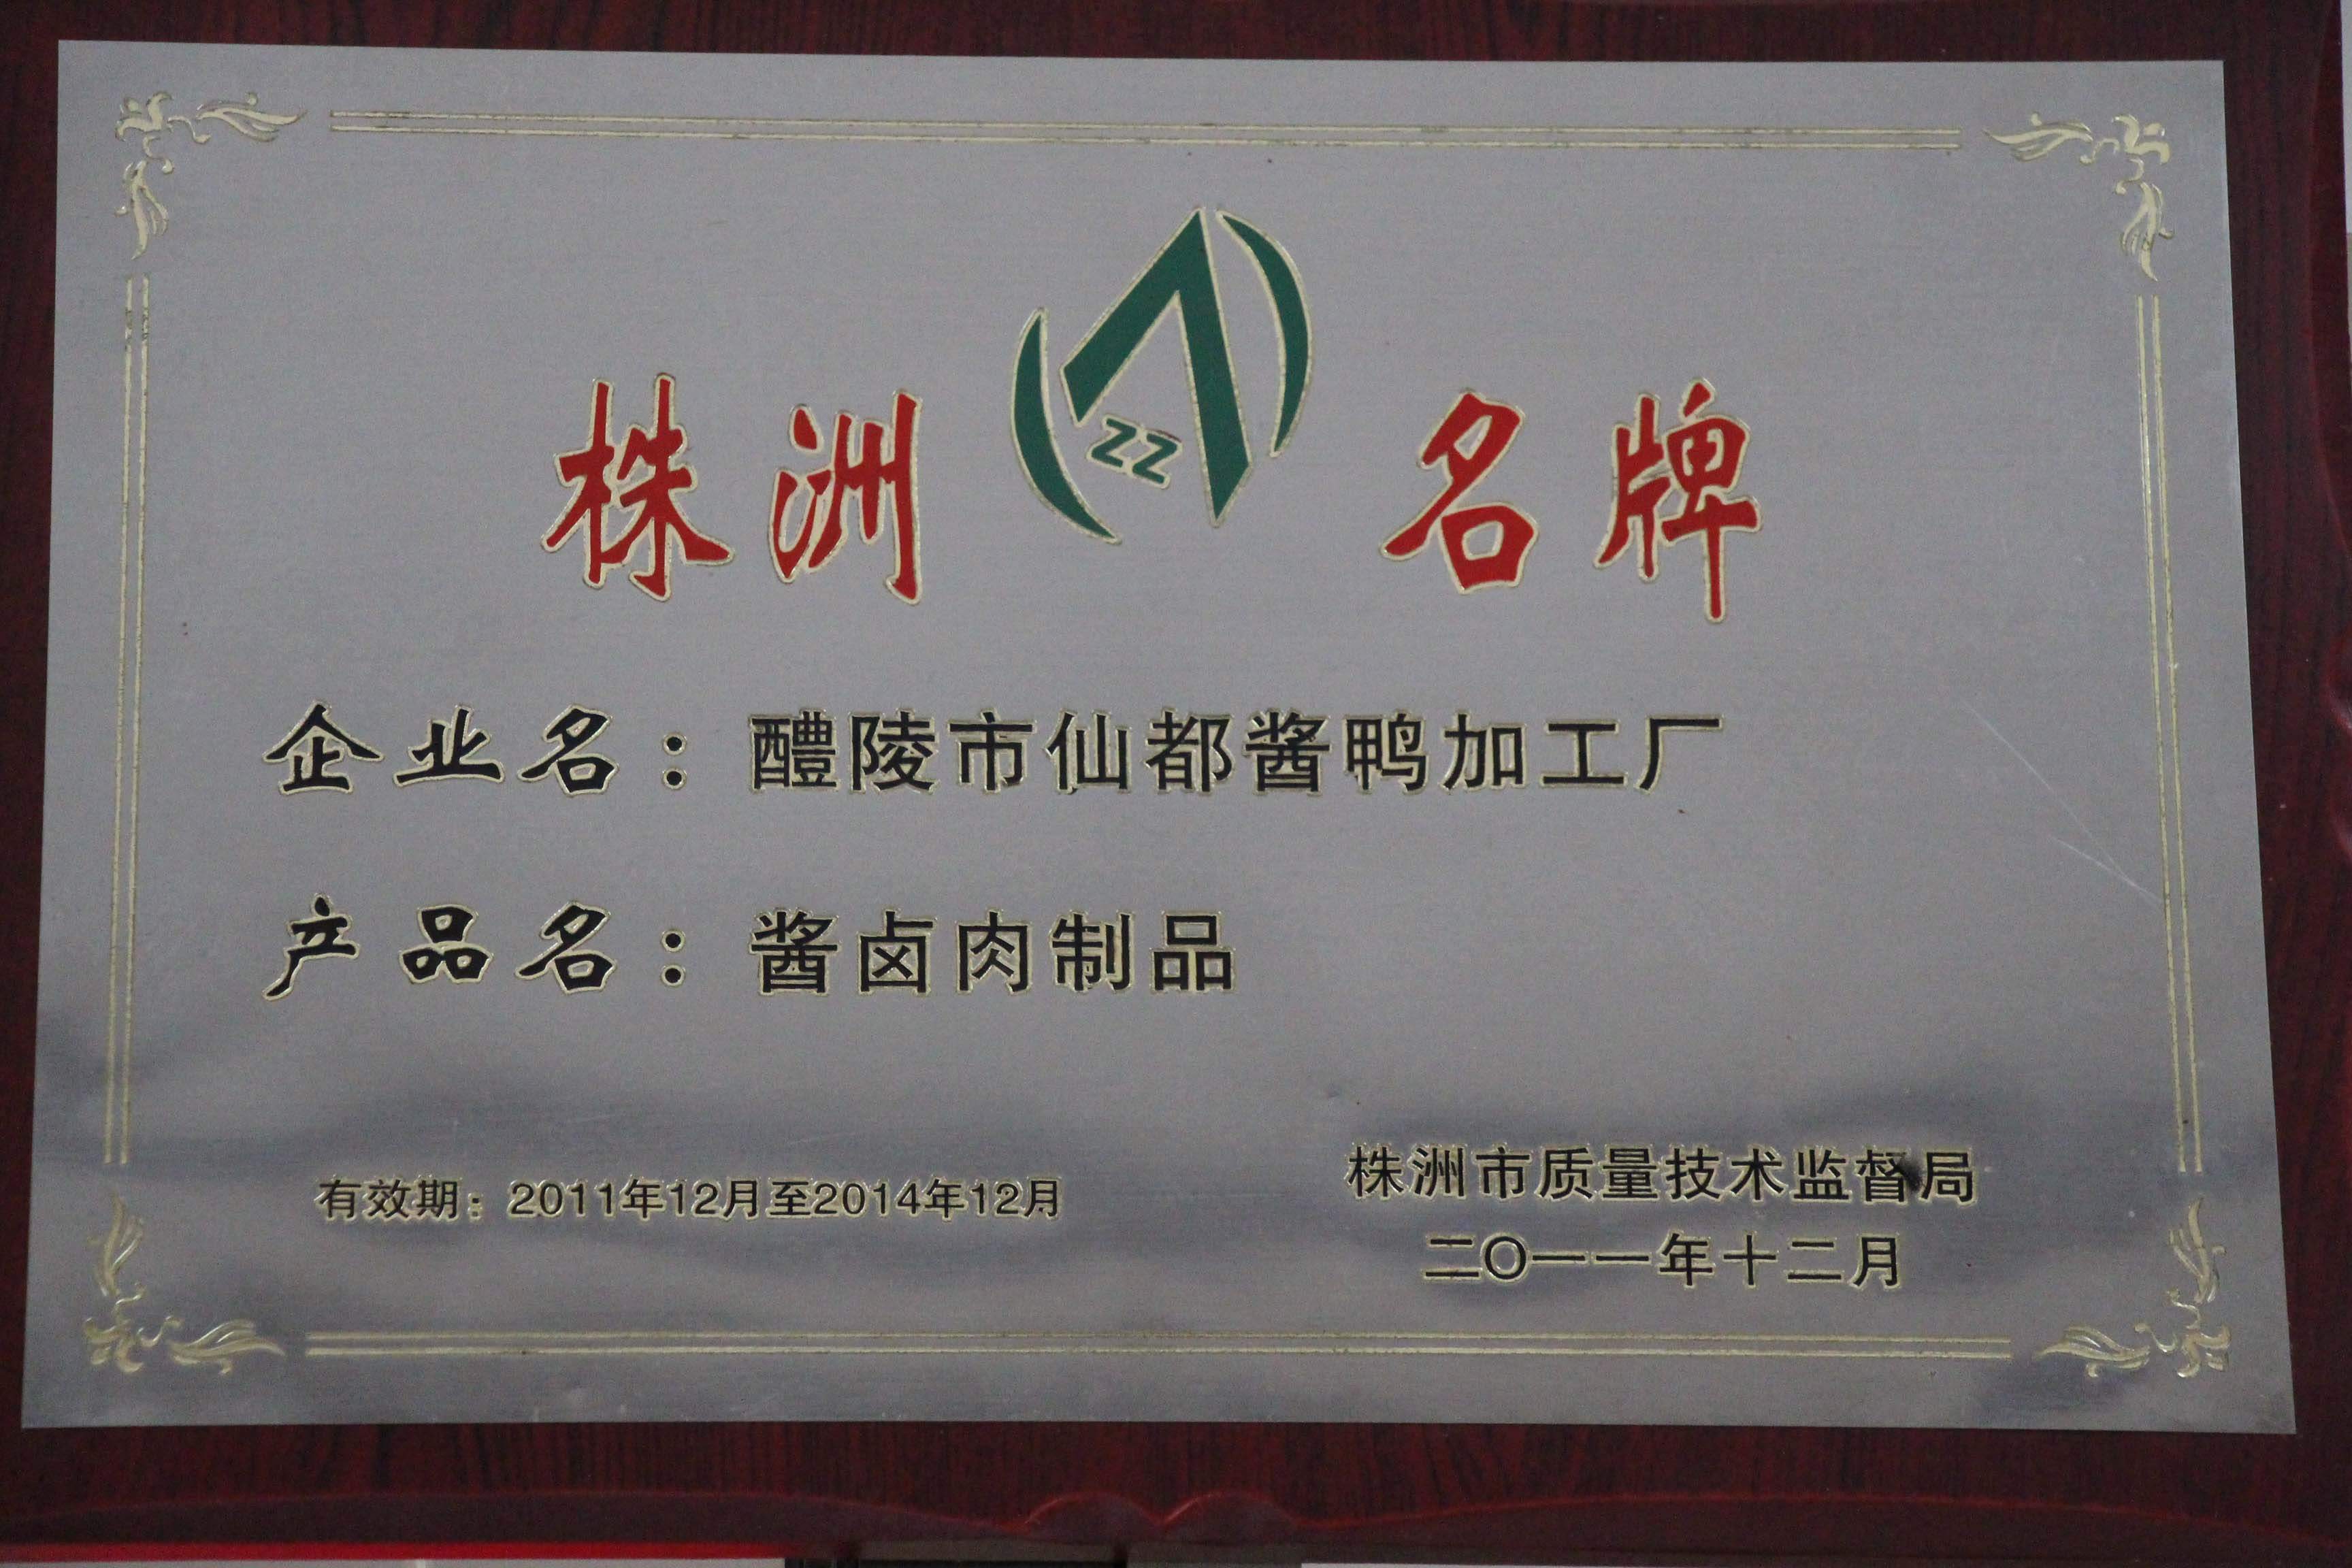 株洲 ZZ 名牌
企业名：醴陵市仙都酱鸭加工厂
产品名：酱卤肉制品
有效期：2011年12月至2014年12月
株洲市质量技术监督局
二〇一一年十二月